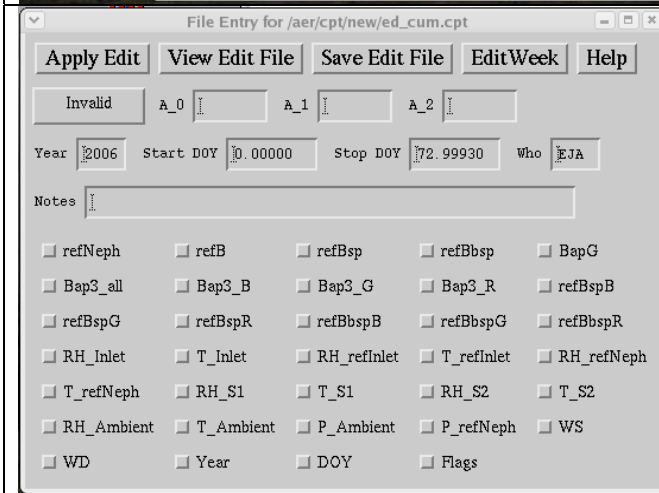 File Entry for /aer/cpt/new/ed_cum.cpt
Apply Edit View Edit File Save Edit File EditWeek Help
Invalid A_0 A_1 A_2
Year 2006 Start DOY 0.00000 Stop DOY 72.99930 Who EJA
Notes
refNeph refB refBsp refBbsp BapG
Bap3_all Bap3_B Bap3_G Bap3_R refBspB
refBspG refBspR refBbspB refBbspG refBbspR
RH_Inlet T_Inlet RH_refInlet T_refInlet RH_refNeph
T_refNeph RH_S1 T_S1 RH_S2 T_S2
RH_Ambient T_Ambient P_Ambient P_refNeph WS
WD Year DOY Flags